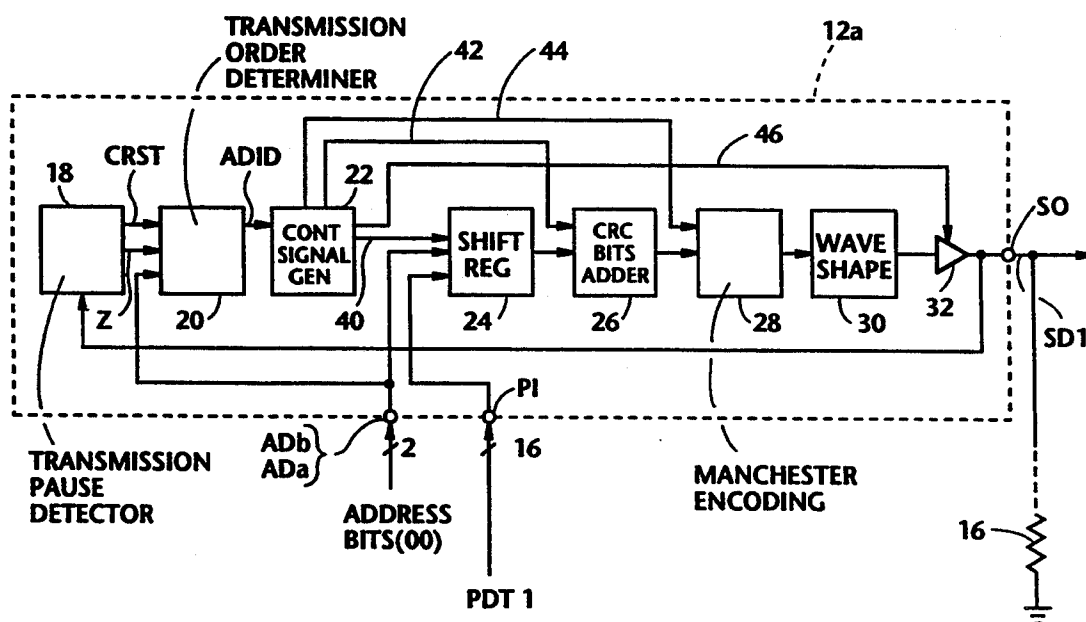 TRANSMISSION
ORDER
DETERMINER
42
44
12a
CRST
ADID
46
18
22
SO
CONT
SIGNAL
GEN
SHIFT
REG
CRC
BITS
ADDER
WAVE
SHAPE
Z
20
40
24
26
28
30
32
SD1
PI
ADb
ADa
2
16
TRANSMISSION
PAUSE
DETECTOR
ADDRESS
BITS(00)
MANCHESTER
ENCODING
16
PDT 1